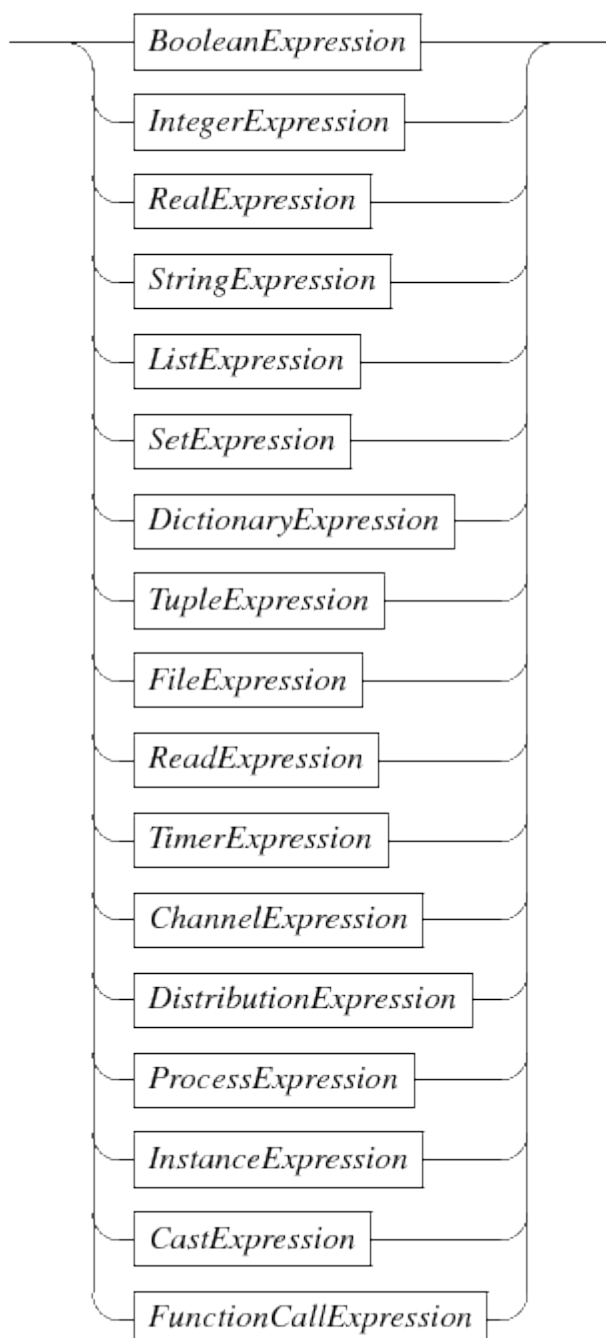 BooleanExpression
IntegerExpression
RealExpression
StringExpression
ListExpression
SetExpression
DictionaryExpression
TupleExpression
FileExpression
ReadExpression
TimerExpression
ChannelExpression
DistributionExpression
ProcessExpression
InstanceExpression
CastExpression
FunctionCallExpression